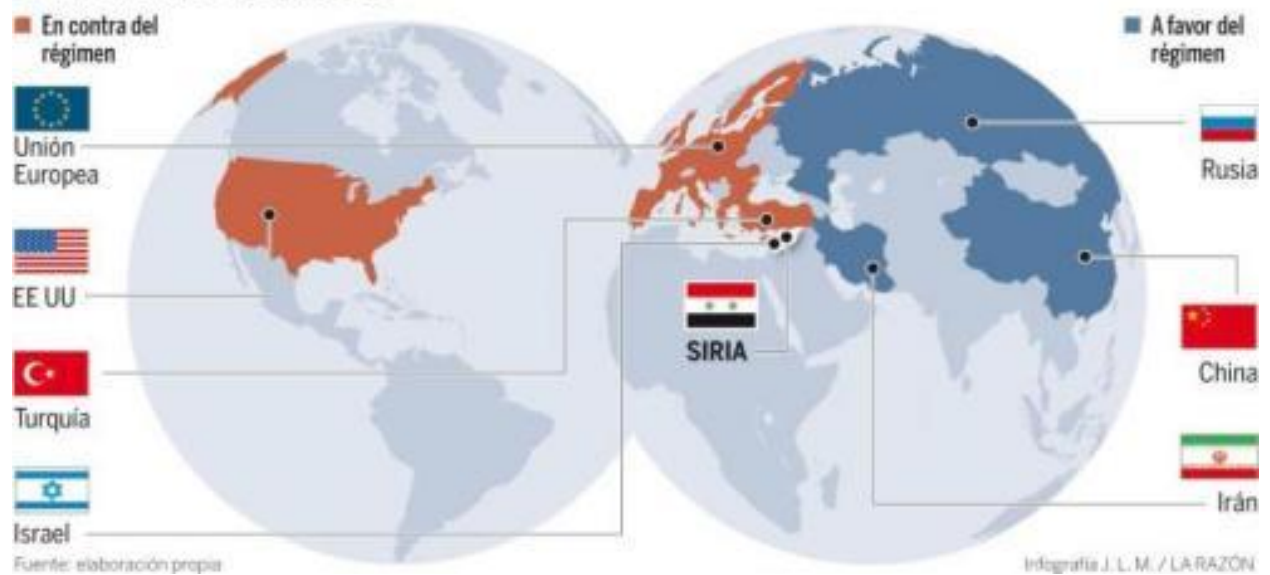 En contra del
régimen
Unión
Europea
EE UU
Turquía
Israel
SIRIA
A favor del
régimen
Rusia
China
Irán
Fuente: elaboración propia
Infografía J. L. M. / LA RAZÓN